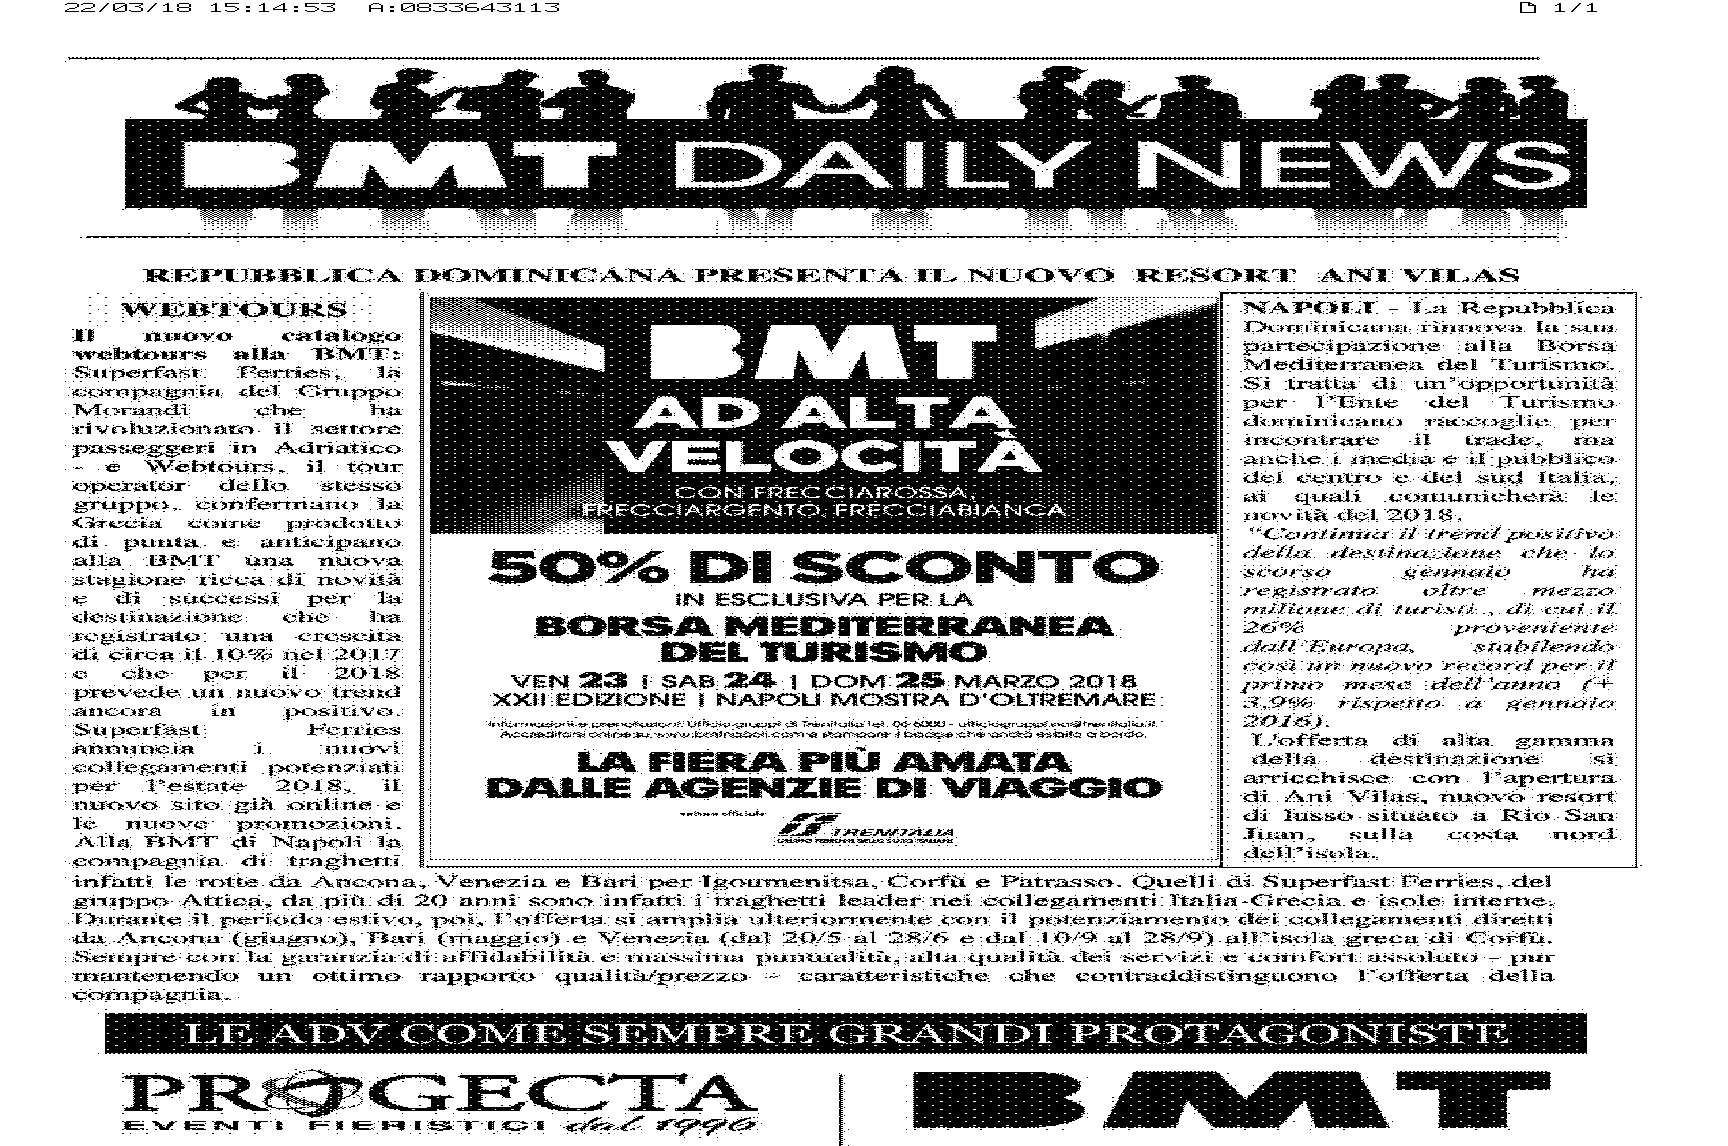 22/03/18 15:14:53 A:0833643113 1/1
BMT DAILY NEWS
REPUBBLICA DOMINICANA PRESENTA IL NUOVO RESORT ANI VILAS
WEBTOURS
Il nuovo catalogo
webtours alla BMT:
Superfast Ferries, la
compagnia del Gruppo
Morandi che ha
rivoluzionato il settore
passeggeri in Adriatico
- e Webtours, il tour
operator dello stesso
gruppo, confermano la
Grecia come prodotto
di punta e anticipano
alla BMT una nuova
stagione ricca di novità
e di successi per la
destinazione che ha
registrato una crescita
di circa il 10% nel 2017
e che per il 2018
prevede un nuovo trend
ancora in positivo.
Superfast Ferries
annuncia i nuovi
collegamenti potenziati
per l'estate 2018, il
nuovo sito già online e
le nuove promozioni.
Alla BMT di Napoli la
compagnia di traghetti
infatti le rotte da Ancona, Venezia e Bari per Igoumenitsa, Corfù e Patrasso. Quelli di Superfast Ferries, del
gruppo Attica, da più di 20 anni sono infatti i traghetti leader nei collegamenti Italia-Grecia e isole interne.
Durante il periodo estivo, poi, l'offerta si amplia ulteriormente con il potenziamento dei collegamenti diretti
da Ancona (giugno), Bari (maggio) e Venezia (dal 20/5 al 28/6 e dal 10/9 al 28/9) all'isola greca di Corfù.
Sempre con la garanzia di affidabilità e massima puntualità, alta qualità dei servizi e comfort assoluto - pur
mantenendo un ottimo rapporto qualità/prezzo - caratteristiche che contraddistinguono l'offerta della
compagnia.
BMT
AD ALTA
VELOCITÀ
CON FRECCIAROSSA,
FRECCIARGENTO, FRECCIABIANCA
50% DI SCONTO
IN ESCLUSIVA PER LA
BORSA MEDITERRANEA
DEL TURISMO
VEN 23 | SAB 24 | DOM 25 MARZO 2018
XXII EDIZIONE | NAPOLI MOSTRA D'OLTREMARE
Informazioni e prenotazioni: Ufficio gruppi di Trenitalia
LA FIERA PIÙ AMATA
DALLE AGENZIE DI VIAGGIO
vettore ufficiale
TRENITALIA
GRUPPO FERROVIE DELLO STATO ITALIANE
NAPOLI - La Repubblica
Dominicana rinnova la sua
partecipazione alla Borsa
Mediterranea del Turismo.
Si tratta di un'opportunità
per l'Ente del Turismo
dominicano raccoglie per
incontrare il trade, ma
anche i media e il pubblico
del centro e del sud Italia,
ai quali comunicherà le
novità del 2018.
"Continua il trend positivo
della destinazione che lo
scorso gennaio ha
registrato oltre mezzo
milione di turisti , di cui il
26% proveniente
dall'Europa, stabilendo
così un nuovo record per il
primo mese dell'anno (+
3,9% rispetto a gennaio
2016).
L'offerta di alta gamma
della destinazione si
arricchisce con l'apertura
di Ani Vilas, nuovo resort
di lusso situato a Rio San
Juan, sulla costa nord
dell'isola.
LE ADV COME SEMPRE GRANDI PROTAGONISTE
PROGECTA
EVENTI FIERISTICI dal 1996
BMT